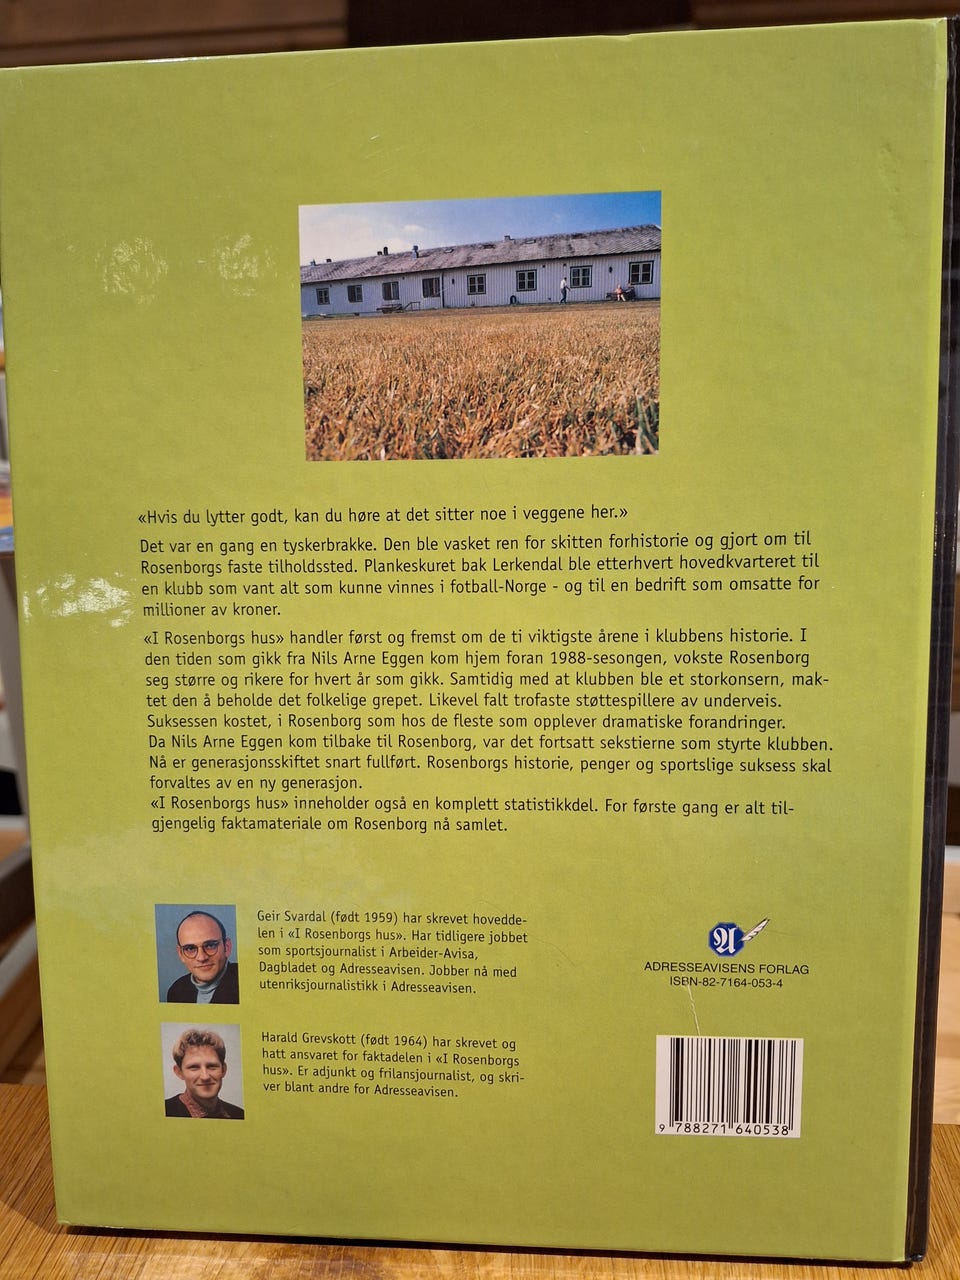 «Hvis du lytter godt, kan du høre at det sitter noe i veggene her.»
Det var en gang en tyskerbrakke. Den ble vasket ren for skitten forhistorie og gjort om til
Rosenborgs faste tilholdssted. Plankeskuret bak Lerkendal ble etterhvert hovedkvarteret til
en klubb som vant alt som kunne vinnes i fotball-Norge - og til en bedrift som omsatte for
millioner av kroner.
«I Rosenborgs hus» handler først og fremst om de ti viktigste årene i klubbens historie. I
den tiden som gikk fra Nils Arne Eggen kom hjem foran 1988-sesongen, vokste Rosenborg
seg større og rikere for hvert år som gikk. Samtidig med at klubben ble et storkonsern, mak-
tet den å beholde det folkelige grepet. Likevel falt trofaste støttespillere av underveis.
Suksessen kostet, i Rosenborg som hos de fleste som opplever dramatiske forandringer.
Da Nils Arne Eggen kom tilbake til Rosenborg, var det fortsatt sekstierne som styrte klubben.
Nå er generasjonsskiftet snart fullført. Rosenborgs historie, penger og sportslige suksess skal
forvaltes av en ny generasjon.
«I Rosenborgs hus» inneholder også en komplett statistikkdel. For første gang er alt til-
gjengelig faktamateriale om Rosenborg nå samlet.
Geir Svardal (født 1959) har skrevet hovedde-
len i «I Rosenborgs hus». Har tidligere jobbet
som sportsjournalist i Arbeider-Avisa,
Dagbladet og Adresseavisen. Jobber nå med
utenriksjournalistikk i Adresseavisen.
Harald Grevskott (født 1964) har skrevet og
hatt ansvaret for faktadelen i «I Rosenborgs
hus». Er adjunkt og frilansjournalist, og skri-
ver blant andre for Adresseavisen.
A
ADRESSEAVISENS FORLAG
ISBN-82-7164-053-4
9 788271 640538